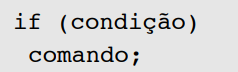 if (condição)
comando;